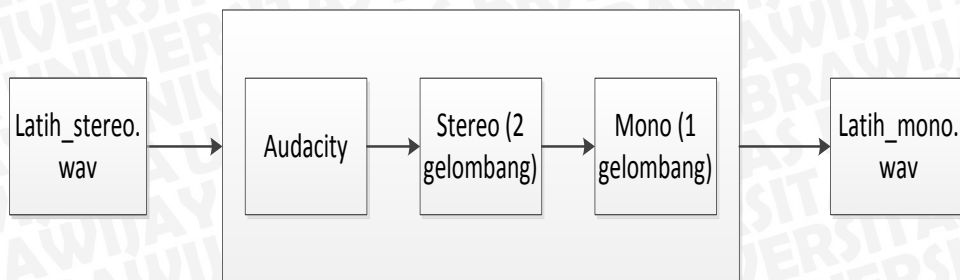 Latih_stereo.
wav
Audacity
Stereo (2
gelombang)
Mono (1
gelombang)
Latih_mono.
wav